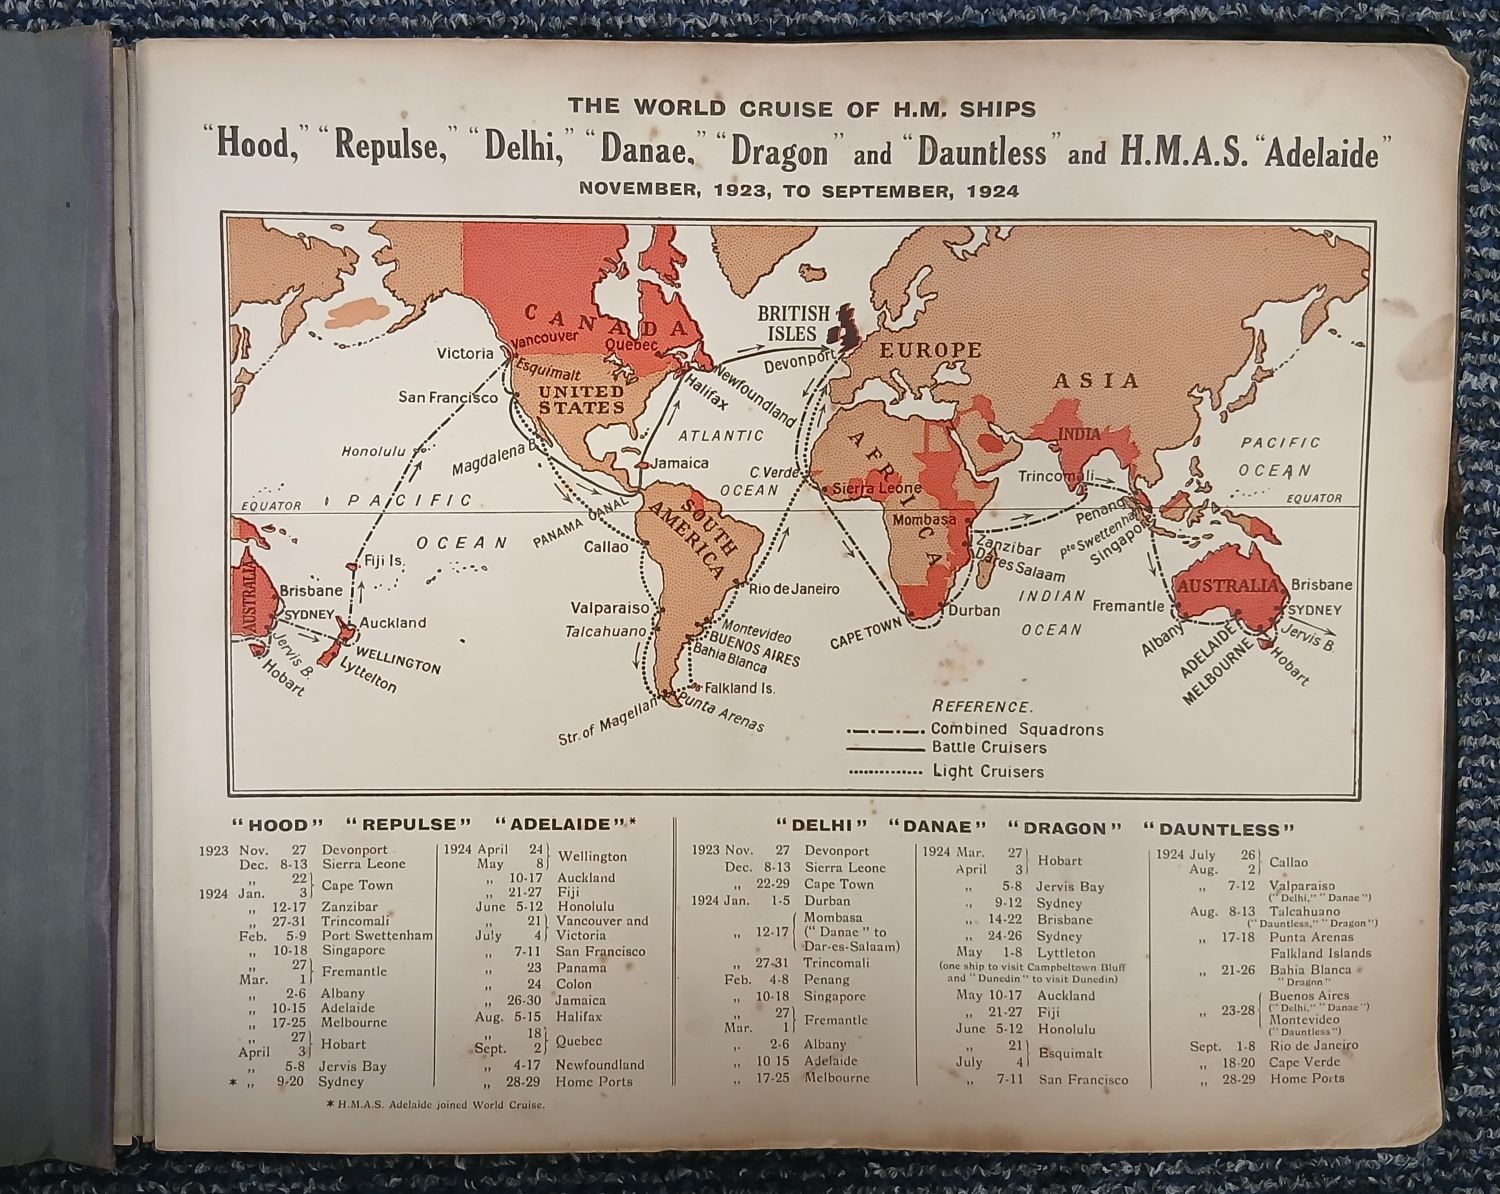 THE WORLD CRUISE OF H.M. SHIPS
"Hood," "Repulse," "Delhi," "Danae," "Dragon" and "Dauntless" and H.M.A.S. "Adelaide"
NOVEMBER, 1923, TO SEPTEMBER, 1924
CANADA
Vancouver
Quebec
Victoria
Esquimalt
UNITED
STATES
San Francisco
Halifax
Newfoundland
BRITISH
ISLES
Devonport
EUROPE
ASIA
Honolulu
Magdalena B.
ATLANTIC
OCEAN
Jamaica
C. Verde
AFRICA
INDIA
Trincomali
PACIFIC
OCEAN
EQUATOR
PACIFIC
OCEAN
PANAMA CANAL
SOUTH
AMERICA
Sierra Leone
Mombasa
Penang
Pte Swettenham
Singapore
EQUATOR
Callao
Zanzibar
Dar es Salaam
Fiji Is.
Rio de Janeiro
INDIAN
OCEAN
AUSTRALIA
Brisbane
SYDNEY
Jervis B.
Hobart
Auckland
WELLINGTON
Lyttelton
Valparaiso
Talcahuano
Montevideo
BUENOS AIRES
Bahia Blanca
Falkland Is.
Str. of Magellan
Punta Arenas
CAPE TOWN
Durban
Fremantle
Albany
ADELAIDE
MELBOURNE
AUSTRALIA
Brisbane
SYDNEY
Jervis B.
Hobart
REFERENCE.
Combined Squadrons
Battle Cruisers
Light Cruisers
"HOOD" "REPULSE" "ADELAIDE"*
1923 Nov. 27 Devonport
Dec. 8-13 Sierra Leone
„ 22
1924 Jan. 3 } Cape Town
„ 12-17 Zanzibar
„ 27-31 Trincomali
Feb. 5-9 Port Swettenham
„ 10-18 Singapore
„ 27
Mar. 1 } Fremantle
„ 2-6 Albany
„ 10-15 Adelaide
„ 17-25 Melbourne
„ 27
April 3 } Hobart
„ 5-8 Jervis Bay
* „ 9-20 Sydney
1924 April 24
May 8 } Wellington
„ 10-17 Auckland
„ 21-27 Fiji
June 5-12 Honolulu
„ 21 } Vancouver and
July 4 } Victoria
„ 7-11 San Francisco
„ 23 Panama
„ 24 Colon
„ 26-30 Jamaica
Aug. 5-15 Halifax
„ 18
Sept. 2 } Quebec
„ 4-17 Newfoundland
„ 28-29 Home Ports
* H.M.A.S. Adelaide joined World Cruise.
"DELHI" "DANAE" "DRAGON" "DAUNTLESS"
1923 Nov. 27 Devonport
Dec. 8-13 Sierra Leone
„ 22-29 Cape Town
1924 Jan. 1-5 Durban
„ 12-17 { Mombasa
("Danae" to
Dar-es-Salaam)
„ 27-31 Trincomali
Feb. 4-8 Penang
„ 10-18 Singapore
„ 27
Mar. 1 } Fremantle
„ 2-6 Albany
„ 10 15 Adelaide
„ 17-25 Melbourne
1924 Mar. 27
April 3 } Hobart
„ 5-8 Jervis Bay
„ 9-12 Sydney
„ 14-22 Brisbane
„ 24-26 Sydney
May 1-8 Lyttleton
(one ship to visit Campbeltown Bluff
and "Dunedin" to visit Dunedin)
May 10-17 Auckland
„ 21-27 Fiji
June 5-12 Honolulu
„ 21
July 4 } Esquimalt
„ 7-11 San Francisco
1924 July 26
Aug. 2 } Callao
„ 7-12 Valparaiso
("Delhi," "Danae")
Aug. 8-13 Talcahuano
("Dauntless," "Dragon")
„ 17-18 Punta Arenas
Falkland Islands
„ 21-26 Bahia Blanca
"Dragon"
„ 23-28 { Buenos Aires
("Delhi," "Danae")
Montevideo
("Dauntless")
Sept. 1-8 Rio de Janeiro
„ 18-20 Cape Verde
„ 28-29 Home Ports